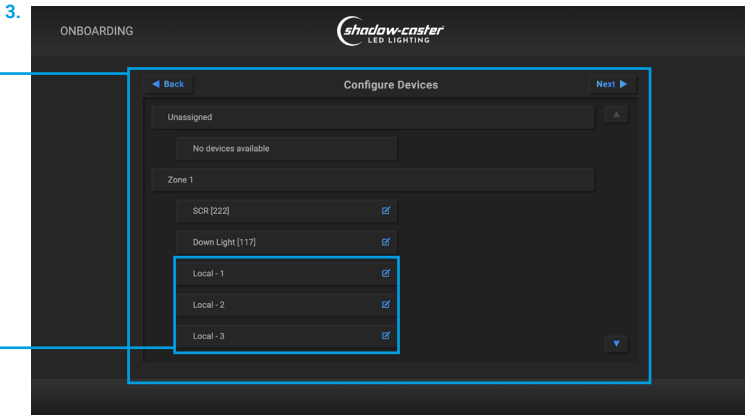 3.
ONBOARDING
shadow-caster
LED LIGHTING
Back
Configure Devices
Next
Unassigned
No devices available
Zone 1
SCR [222]
Down Light [117]
Local - 1
Local - 2
Local - 3